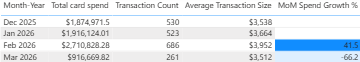 Month-Year Total card spend Transaction Count Average Transaction Size MoM Spend Growth %
Dec 2025 $1,874,971.5 530 $3,538
Jan 2026 $1,916,124.01 523 $3,664
Feb 2026 $2,710,828.28 686 $3,952 41.5
Mar 2026 $916,669.82 261 $3,512 -66.2